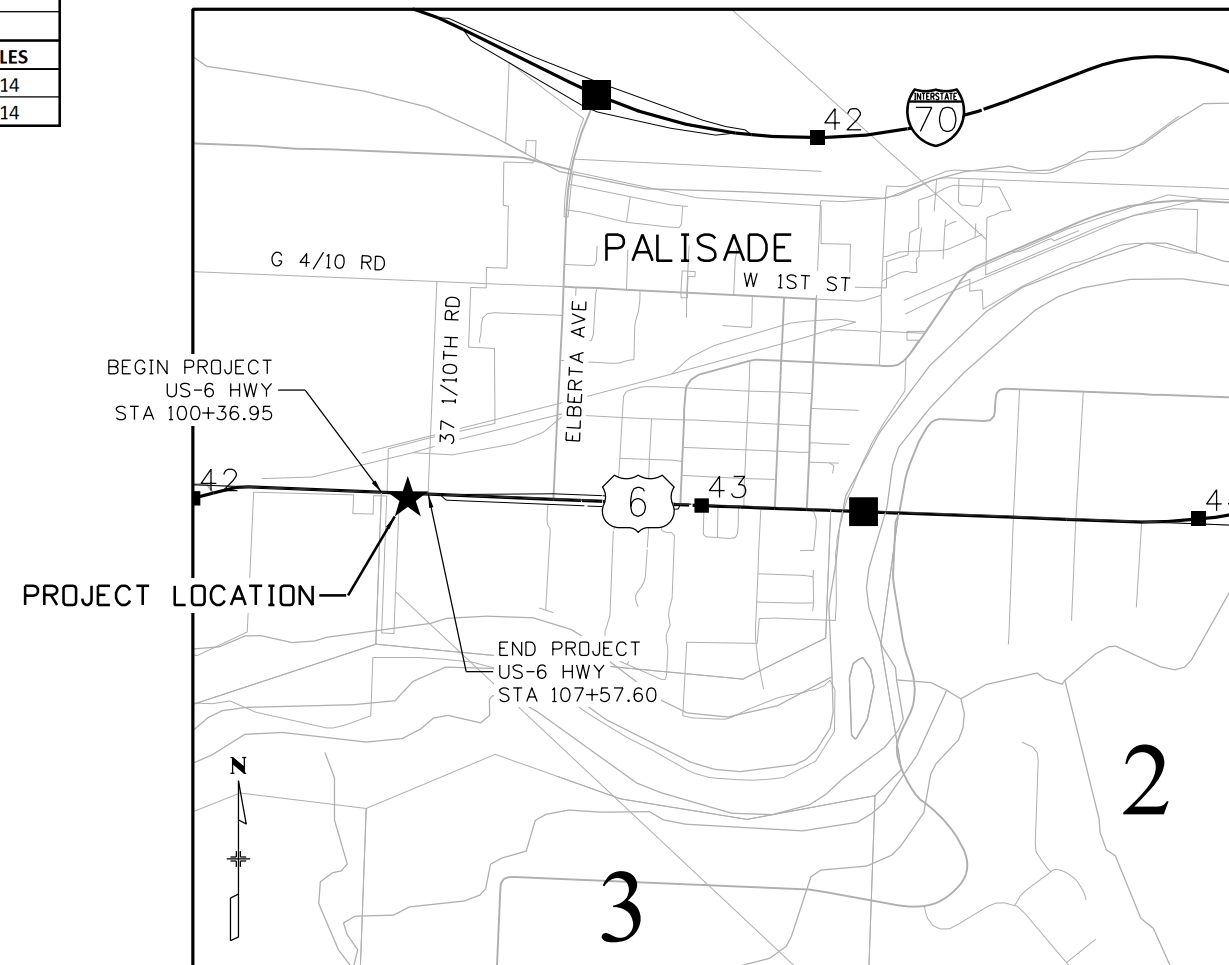 LES
14
14
42
INTERSTATE
70
PALISADE
G 4/10 RD
W 1ST ST
37 1/10TH RD
ELBERTA AVE
BEGIN PROJECT
US-6 HWY
STA 100+36.95
42
6
43
PROJECT LOCATION
END PROJECT
US-6 HWY
STA 107+57.60
N
2
3